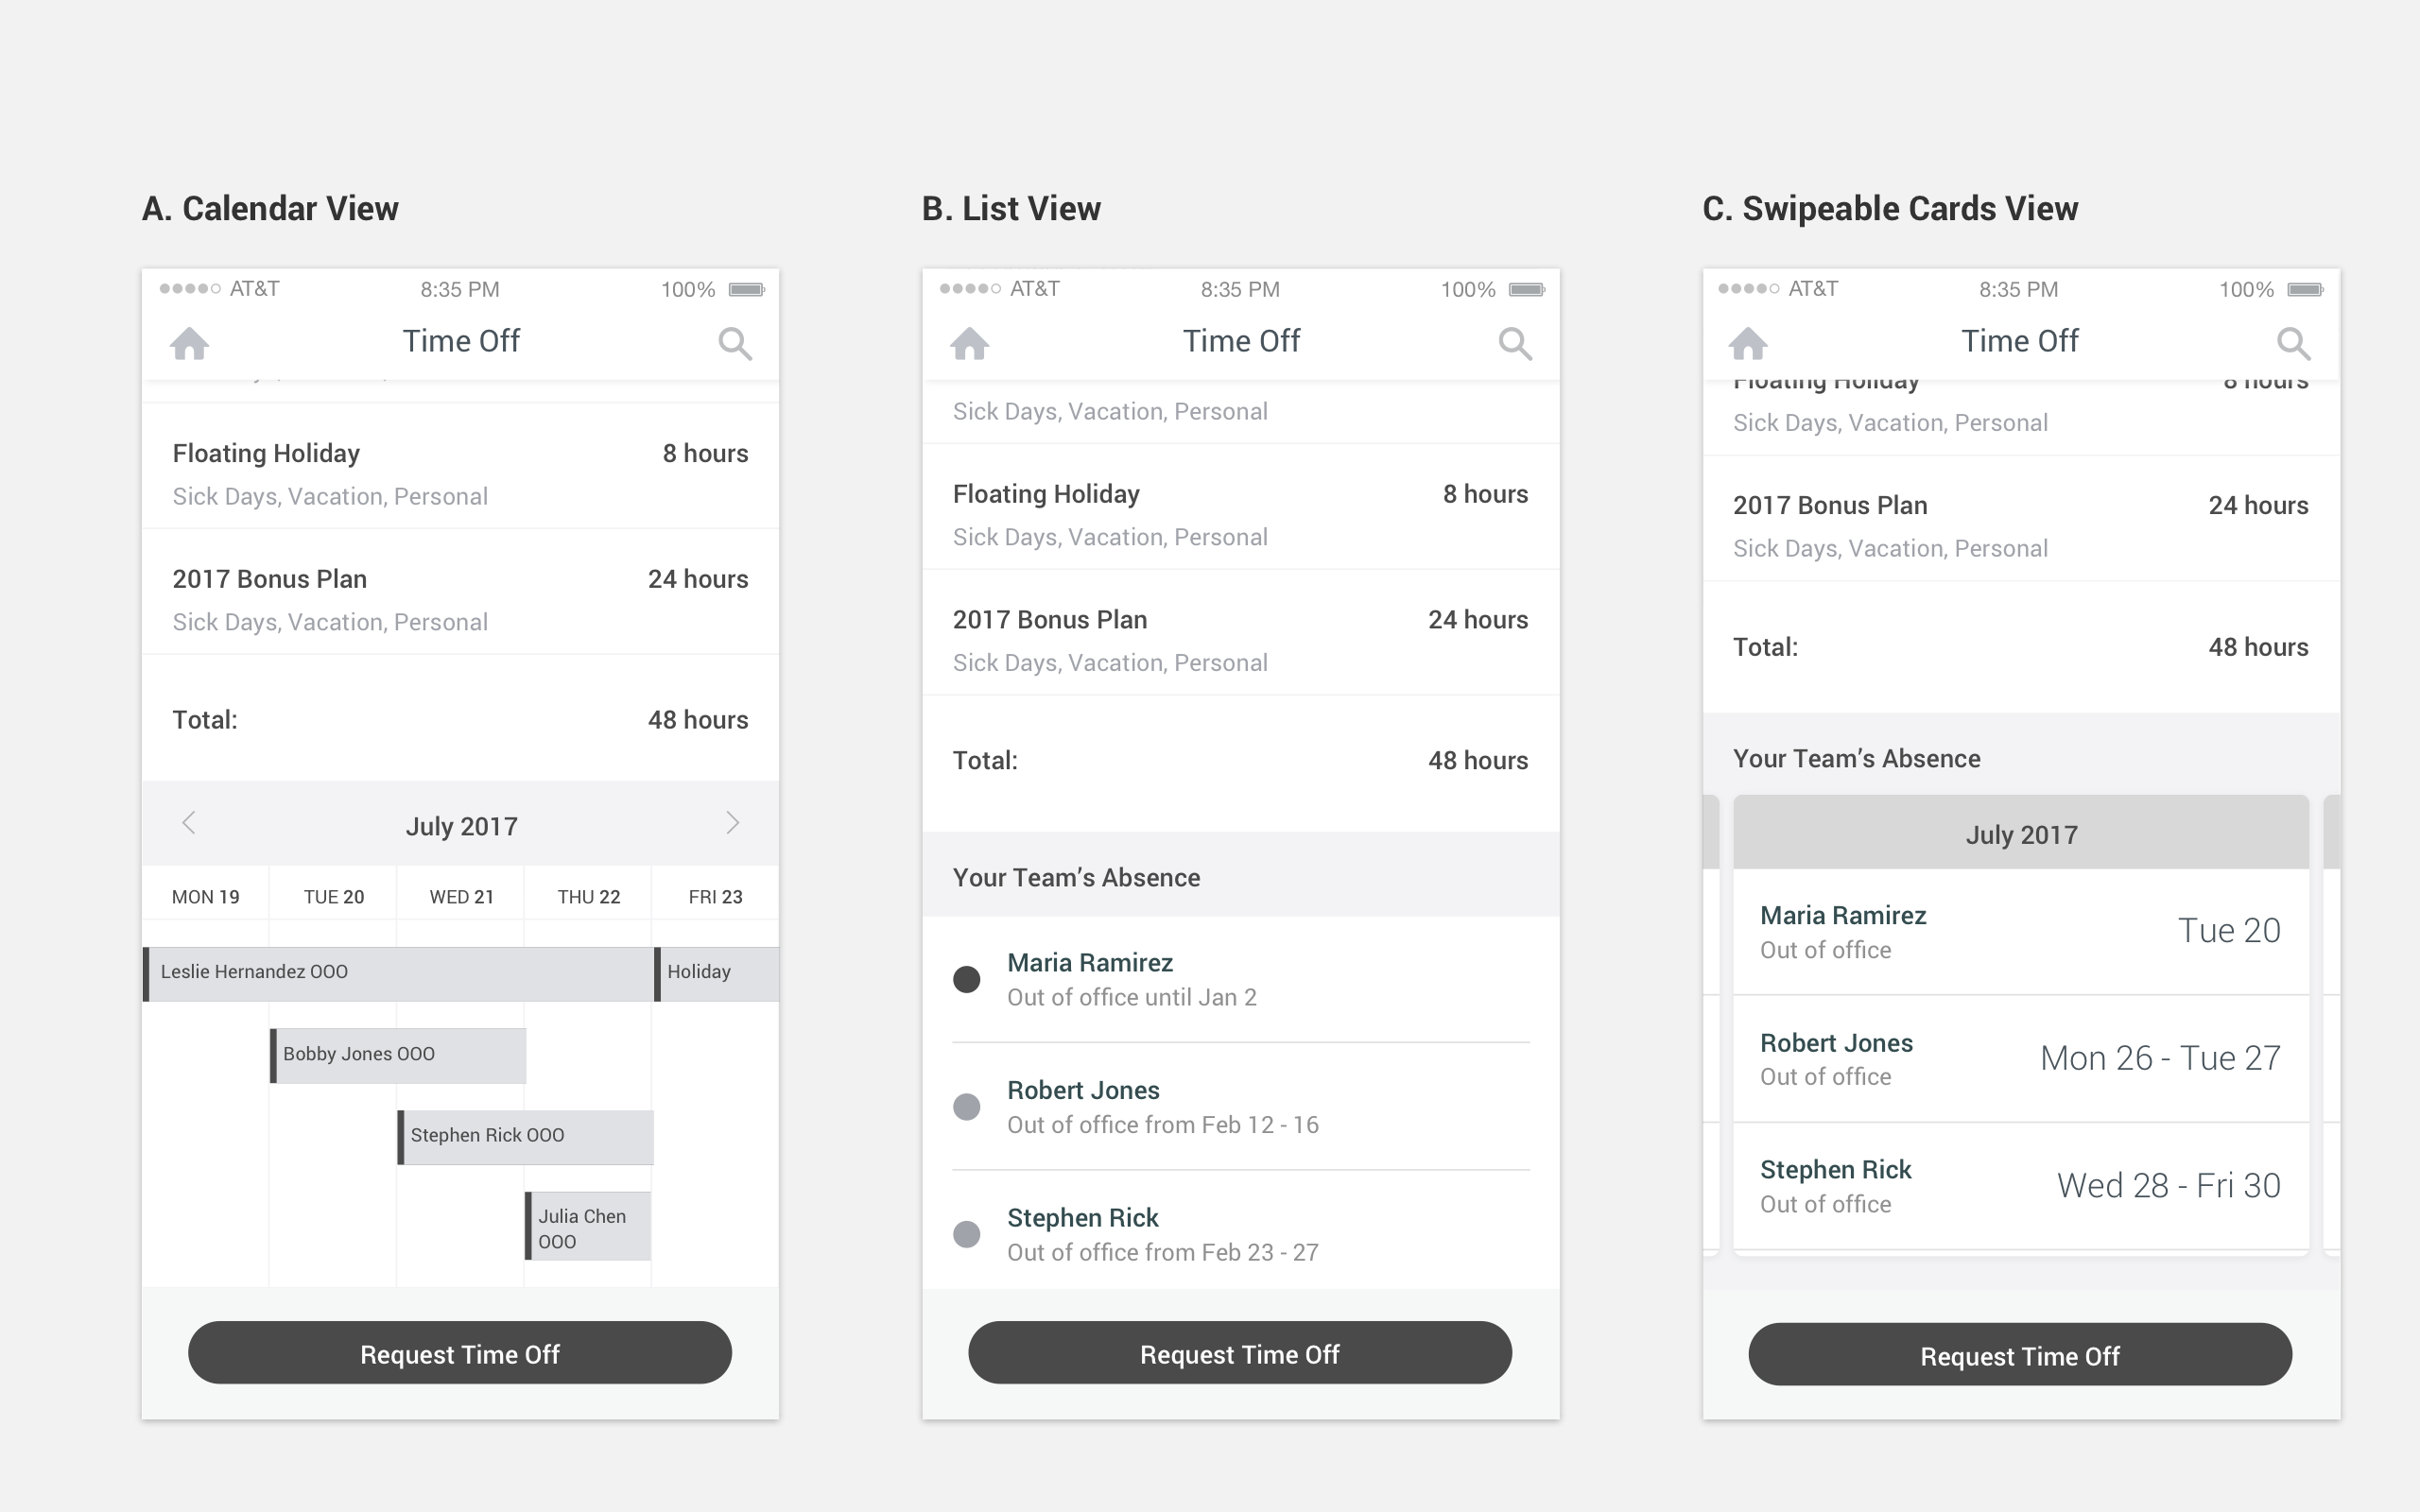 A. Calendar View
AT&T 8:35 PM 100%
Time Off
Floating Holiday 8 hours
Sick Days, Vacation, Personal
2017 Bonus Plan 24 hours
Sick Days, Vacation, Personal
Total: 48 hours
July 2017
MON 19 TUE 20 WED 21 THU 22 FRI 23
Leslie Hernandez OOO Holiday
Bobby Jones OOO
Stephen Rick OOO
Julia Chen
OOO
Request Time Off
B. List View
AT&T 8:35 PM 100%
Time Off
Sick Days, Vacation, Personal
Floating Holiday 8 hours
Sick Days, Vacation, Personal
2017 Bonus Plan 24 hours
Sick Days, Vacation, Personal
Total: 48 hours
Your Team’s Absence
Maria Ramirez
Out of office until Jan 2
Robert Jones
Out of office from Feb 12 - 16
Stephen Rick
Out of office from Feb 23 - 27
Request Time Off
C. Swipeable Cards View
AT&T 8:35 PM 100%
Time Off
Floating Holiday 8 hours
Sick Days, Vacation, Personal
2017 Bonus Plan 24 hours
Sick Days, Vacation, Personal
Total: 48 hours
Your Team’s Absence
July 2017
Maria Ramirez Tue 20
Out of office
Robert Jones Mon 26 - Tue 27
Out of office
Stephen Rick Wed 28 - Fri 30
Out of office
Request Time Off